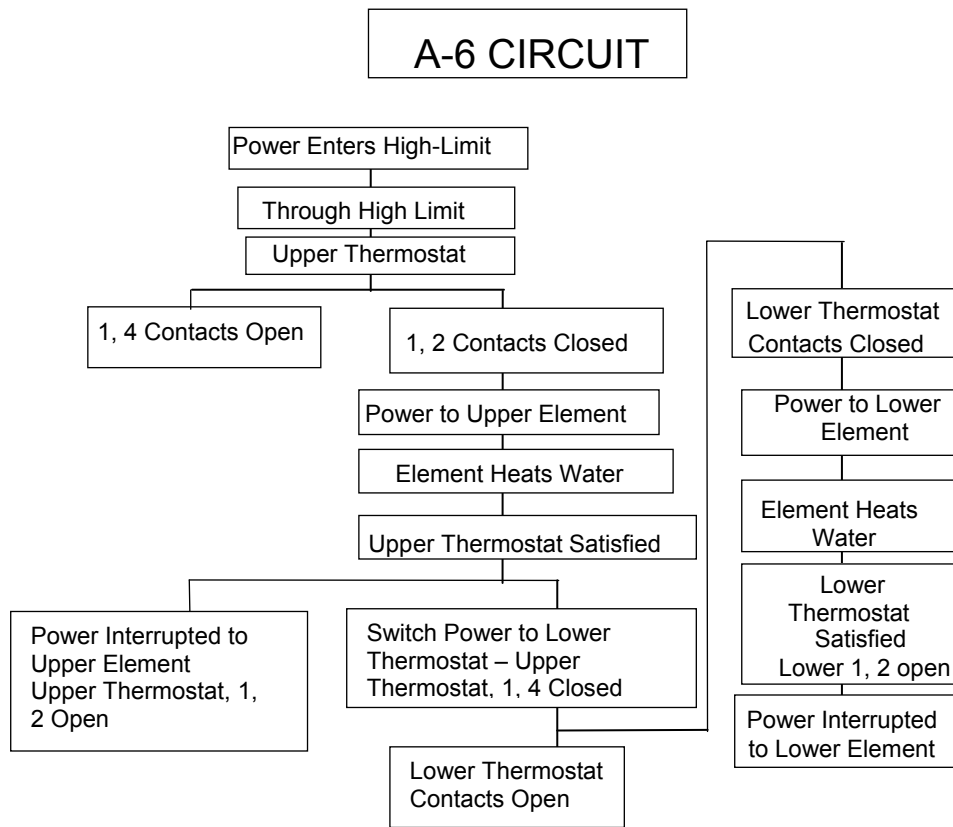 A-6 CIRCUIT
Power Enters High-Limit
Through High Limit
Upper Thermostat
1, 4 Contacts Open
1, 2 Contacts Closed
Power to Upper Element
Element Heats Water
Upper Thermostat Satisfied
Power Interrupted to
Upper Element
Upper Thermostat, 1,
2 Open
Switch Power to Lower
Thermostat – Upper
Thermostat, 1, 4 Closed
Lower Thermostat
Contacts Open
Lower Thermostat
Contacts Closed
Power to Lower
Element
Element Heats
Water
Lower
Thermostat
Satisfied
Lower 1, 2 open
Power Interrupted
to Lower Element